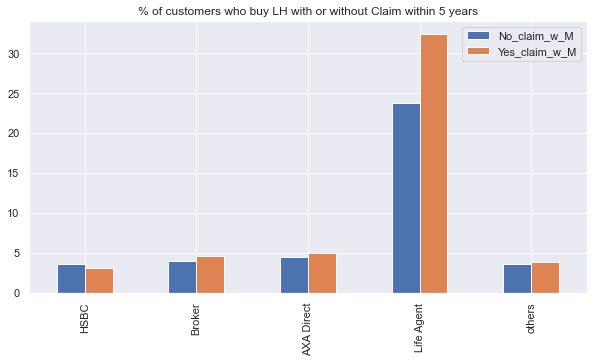 % of customers who buy LH with or without Claim within 5 years
No_claim_w_M
Yes_claim_w_M
30
25
20
15
10
5
0
HSBC
Broker
AXA Direct
Life Agent
others